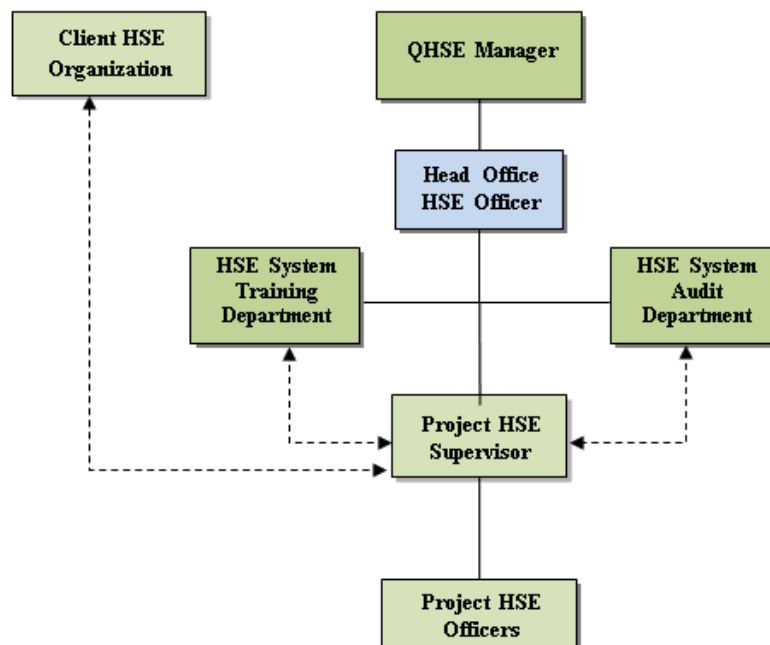 Client HSE
Organization
QHSE Manager
Head Office
HSE Officer
HSE System
Training
Department
HSE System
Audit
Department
Project HSE
Supervisor
Project HSE
Officers